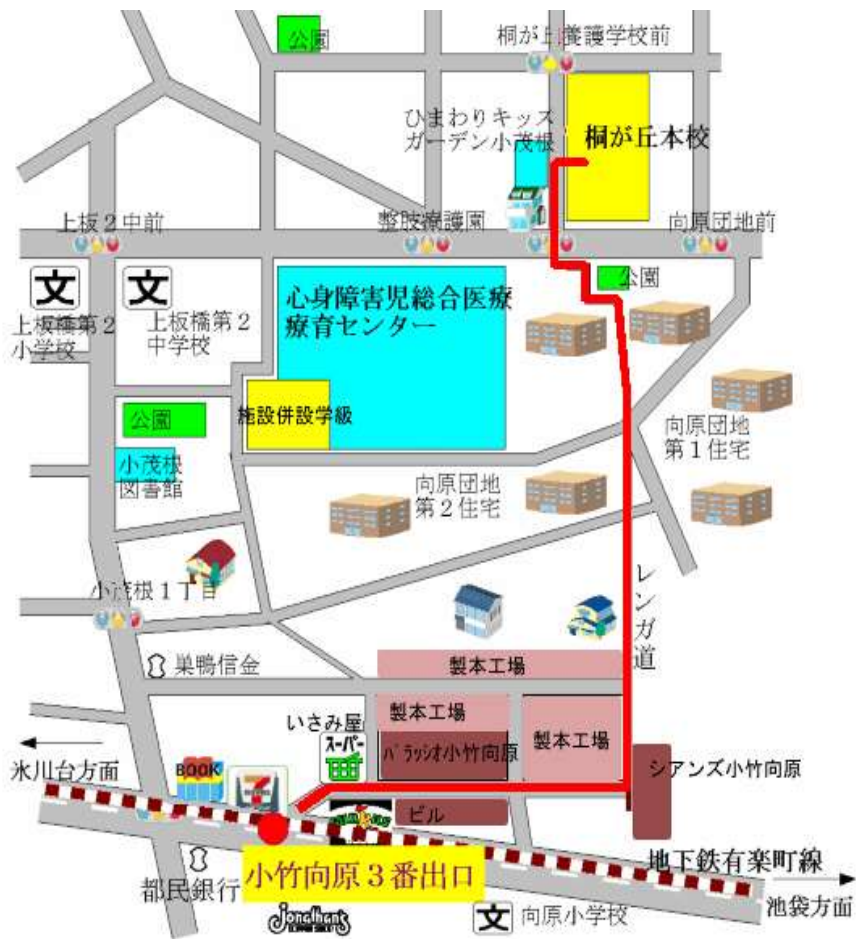 公園
桐が丘養護学校前
ひまわりキッズ
ガーデン小茂根
桐が丘本校
上板２中前
整肢療護園
向原団地前
公園
文
文
上板橋第２
小学校
上板橋第２
中学校
心身障害児総合医療
療育センター
施設併設学級
公園
小茂根
図書館
向原団地
第１住宅
向原団地
第２住宅
小茂根１丁目
レンガ道
巣鴨信金
製本工場
製本工場
いさみ屋
スーパー
パラッシオ小竹向原
製本工場
シアンズ小竹向原
氷川台方面
BOOK
ビル
地下鉄有楽町線
小竹向原３番出口
都民銀行
池袋方面
Jonathan's
文
向原小学校